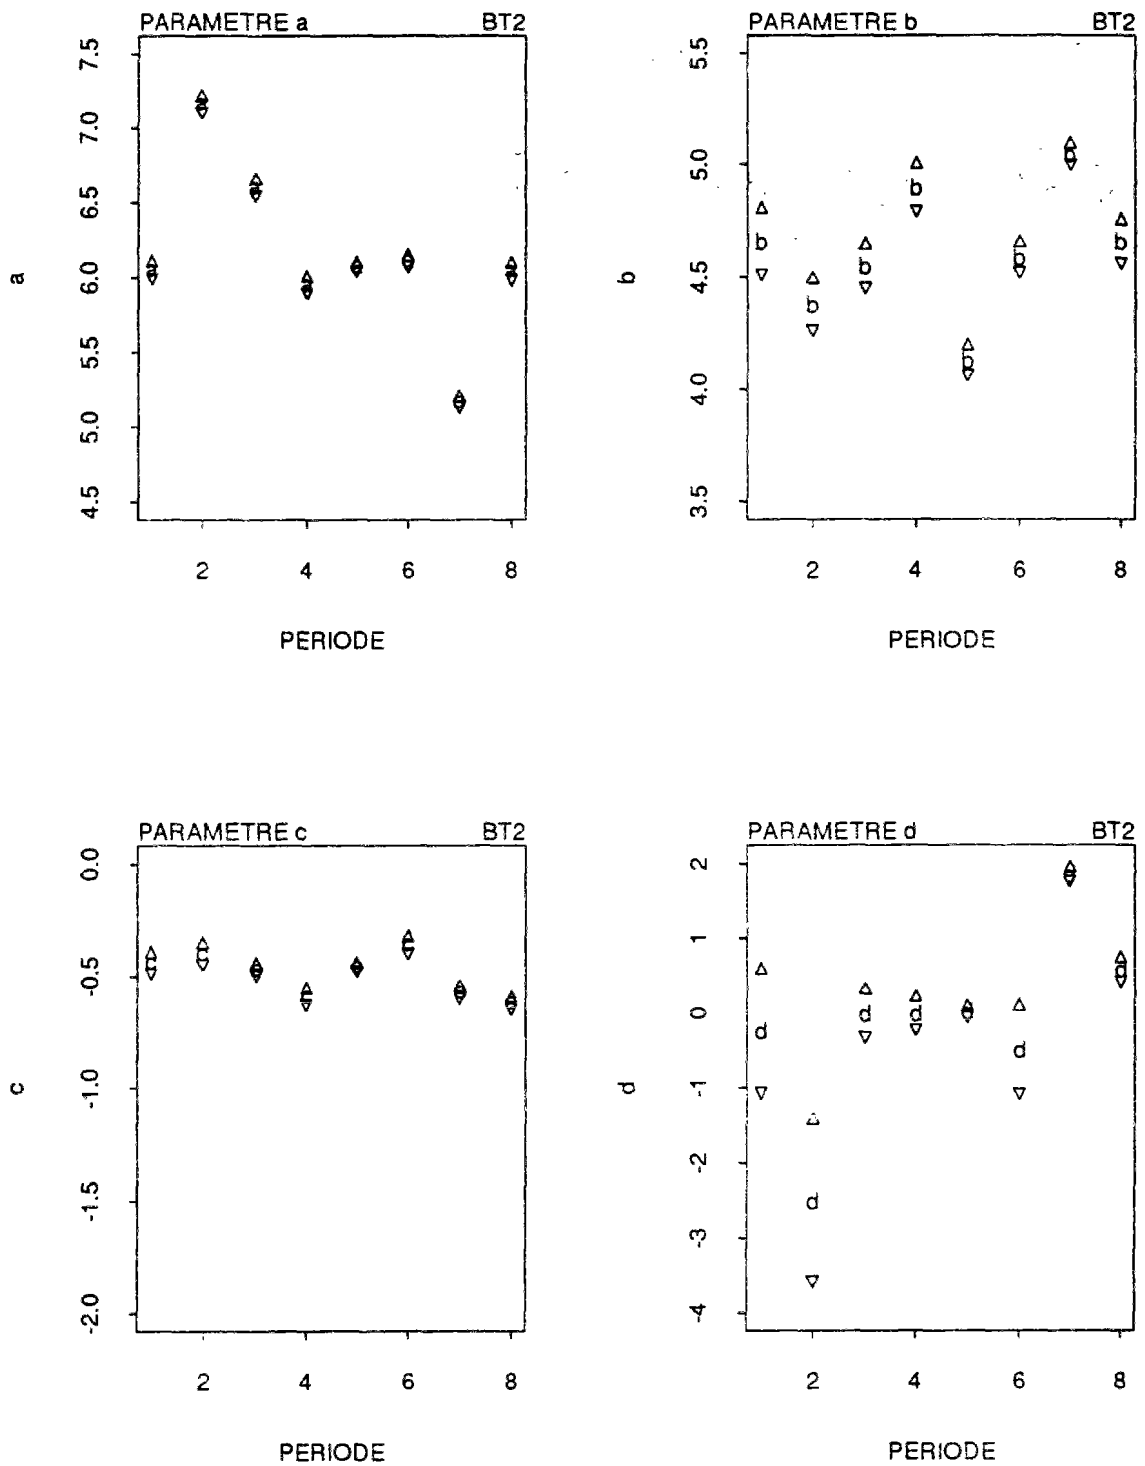 PARAMETRE a BT2
7.5
7.0
6.5
6.0
5.5
5.0
4.5
a
2 4 6 8
PERIODE
PARAMETRE b BT2
5.5
5.0
4.5
4.0
3.5
b
b b b b b b b b
2 4 6 8
PERIODE
PARAMETRE c BT2
0.0
-0.5
-1.0
-1.5
-2.0
c
2 4 6 8
PERIODE
PARAMETRE d BT2
2
1
0
-1
-2
-3
-4
d
d d d d d d
2 4 6 8
PERIODE